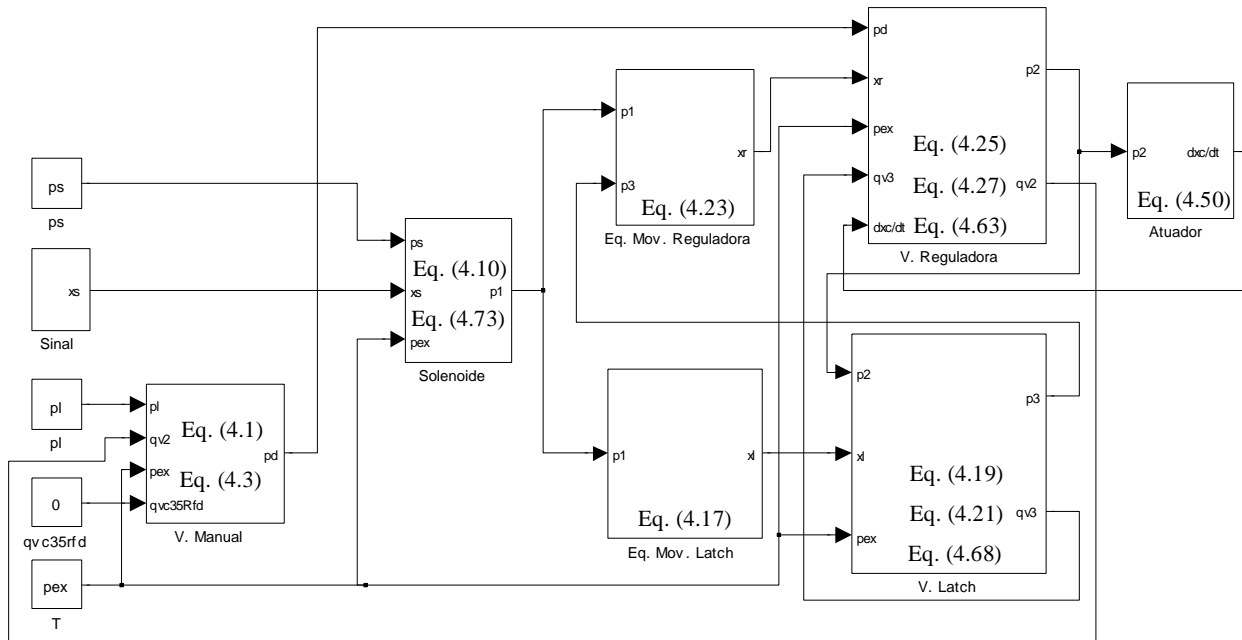 ps
ps
xs
Sinal
pl
pl
0
qvc35rfd
pex
T
pl
qv2
pex
qvc35Rfd
pd
Eq. (4.1)
Eq. (4.3)
V. Manual
ps
xs
pex
p1
Eq. (4.10)
Eq. (4.73)
Solenoide
p1
p3
xr
Eq. (4.23)
Eq. Mov. Reguladora
p1
xl
Eq. (4.17)
Eq. Mov. Latch
pd
xr
pex
qv3
dxc/dt
p2
qv2
Eq. (4.25)
Eq. (4.27)
Eq. (4.63)
V. Reguladora
p2
xl
pex
p3
qv3
Eq. (4.19)
Eq. (4.21)
Eq. (4.68)
V. Latch
p2
dxc/dt
Eq. (4.50)
Atuador